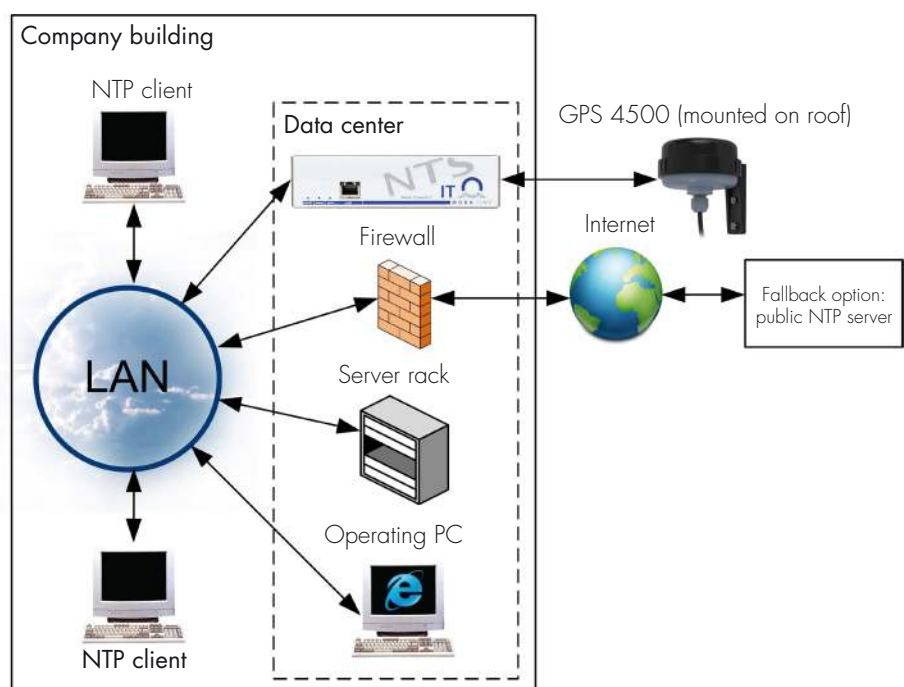 Company building
NTP client
Data center
GPS 4500 (mounted on roof)
NTS
IT
Internet
Firewall
Fallback option:
public NTP server
LAN
Server rack
Operating PC
NTP client